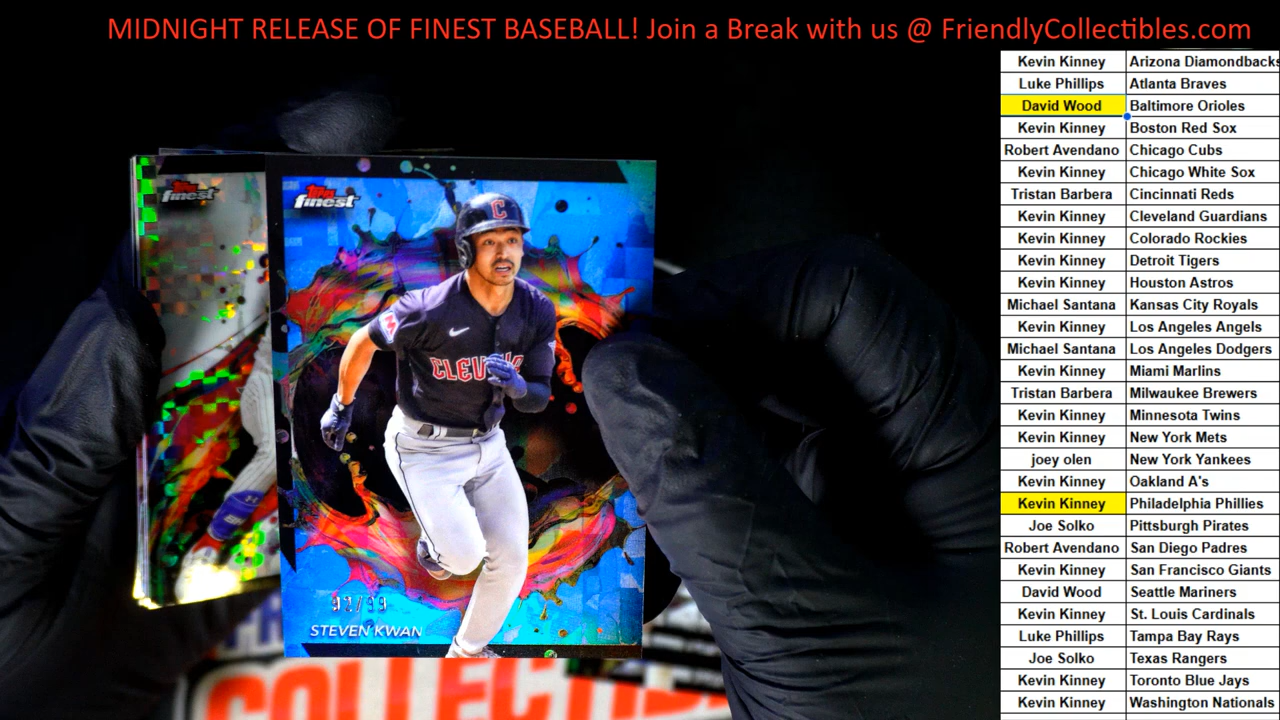 MIDNIGHT RELEASE OF FINEST BASEBALL! Join a Break with us @ FriendlyCollectibles.com
Kevin Kinney Arizona Diamondbacks
Luke Phillips Atlanta Braves
David Wood Baltimore Orioles
Kevin Kinney Boston Red Sox
Robert Avendano Chicago Cubs
Kevin Kinney Chicago White Sox
Tristan Barbera Cincinnati Reds
Kevin Kinney Cleveland Guardians
Kevin Kinney Colorado Rockies
Kevin Kinney Detroit Tigers
Kevin Kinney Houston Astros
Michael Santana Kansas City Royals
Kevin Kinney Los Angeles Angels
Michael Santana Los Angeles Dodgers
Kevin Kinney Miami Marlins
Tristan Barbera Milwaukee Brewers
Kevin Kinney Minnesota Twins
Kevin Kinney New York Mets
joey olen New York Yankees
Kevin Kinney Oakland A's
Kevin Kinney Philadelphia Phillies
Joe Solko Pittsburgh Pirates
Robert Avendano San Diego Padres
Kevin Kinney San Francisco Giants
David Wood Seattle Mariners
Kevin Kinney St. Louis Cardinals
Luke Phillips Tampa Bay Rays
Joe Solko Texas Rangers
Kevin Kinney Toronto Blue Jays
Kevin Kinney Washington Nationals
Topps
finest
Topps
finest
C
STEVEN KWAN